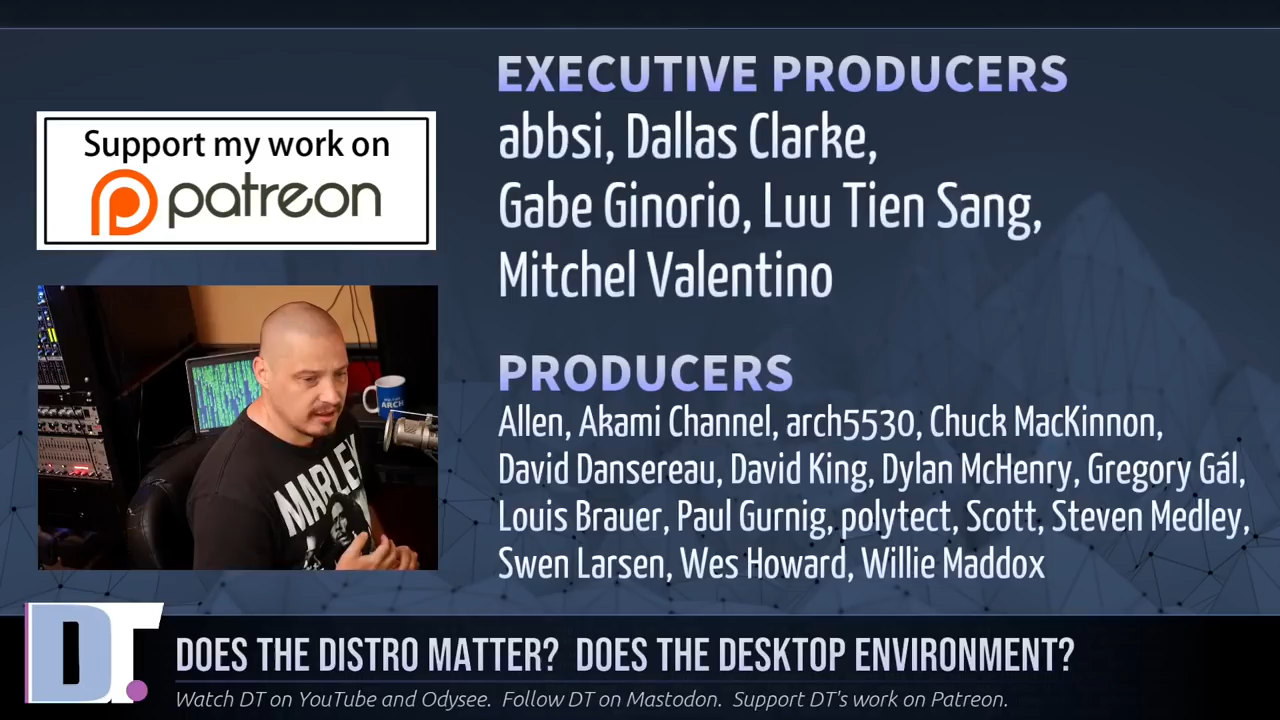 EXECUTIVE PRODUCERS
abbsi, Dallas Clarke,
Gabe Ginorio, Luu Tien Sang,
Mitchel Valentino
Support my work on
patreon
PRODUCERS
Allen, Akami Channel, arch5530, Chuck MacKinnon,
David Dansereau, David King, Dylan McHenry, Gregory Gál,
Louis Brauer, Paul Gurnig, polytect, Scott, Steven Medley,
Swen Larsen, Wes Howard, Willie Maddox
ARCH
MARLEY
DT.
DOES THE DISTRO MATTER? DOES THE DESKTOP ENVIRONMENT?
Watch DT on YouTube and Odysee. Follow DT on Mastodon. Support DT's work on Patreon.